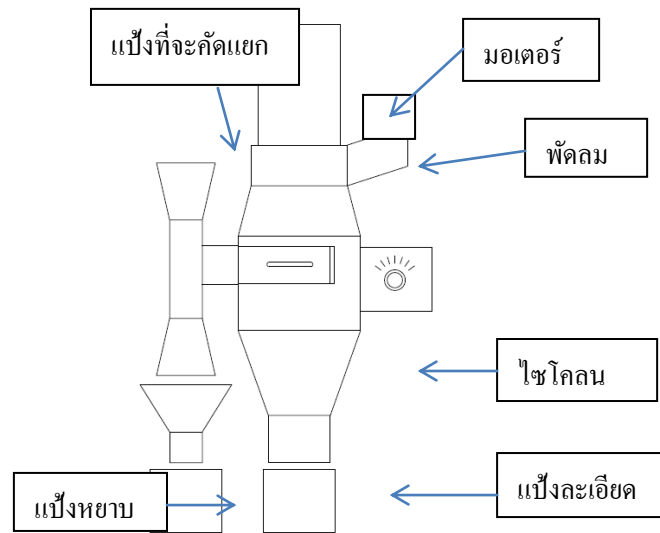 แป้งที่จะคัดแยก
มอเตอร์
พัดลม
ไซโคลน
แป้งหยาบ
แป้งละเอียด